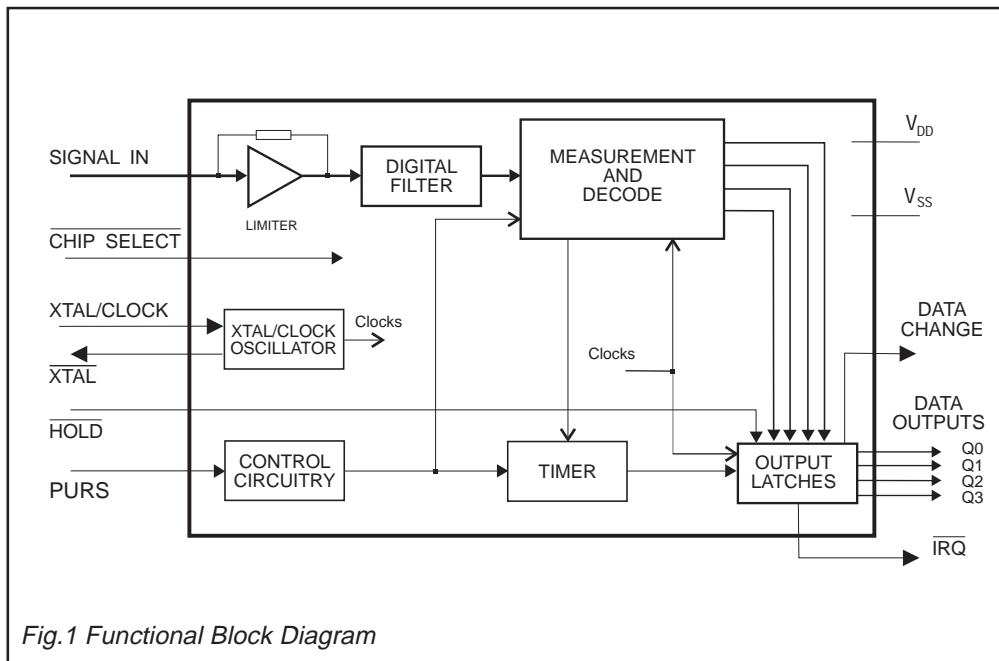 SIGNAL IN
LIMITER
DIGITAL
FILTER
MEASUREMENT
AND
DECODE
VDD
VSS
CHIP SELECT
XTAL/CLOCK
XTAL/CLOCK
OSCILLATOR
Clocks
XTAL
Clocks
DATA
CHANGE
HOLD
DATA
OUTPUTS
PURS
CONTROL
CIRCUITRY
TIMER
OUTPUT
LATCHES
Q0
Q1
Q2
Q3
IRQ
Fig.1 Functional Block Diagram